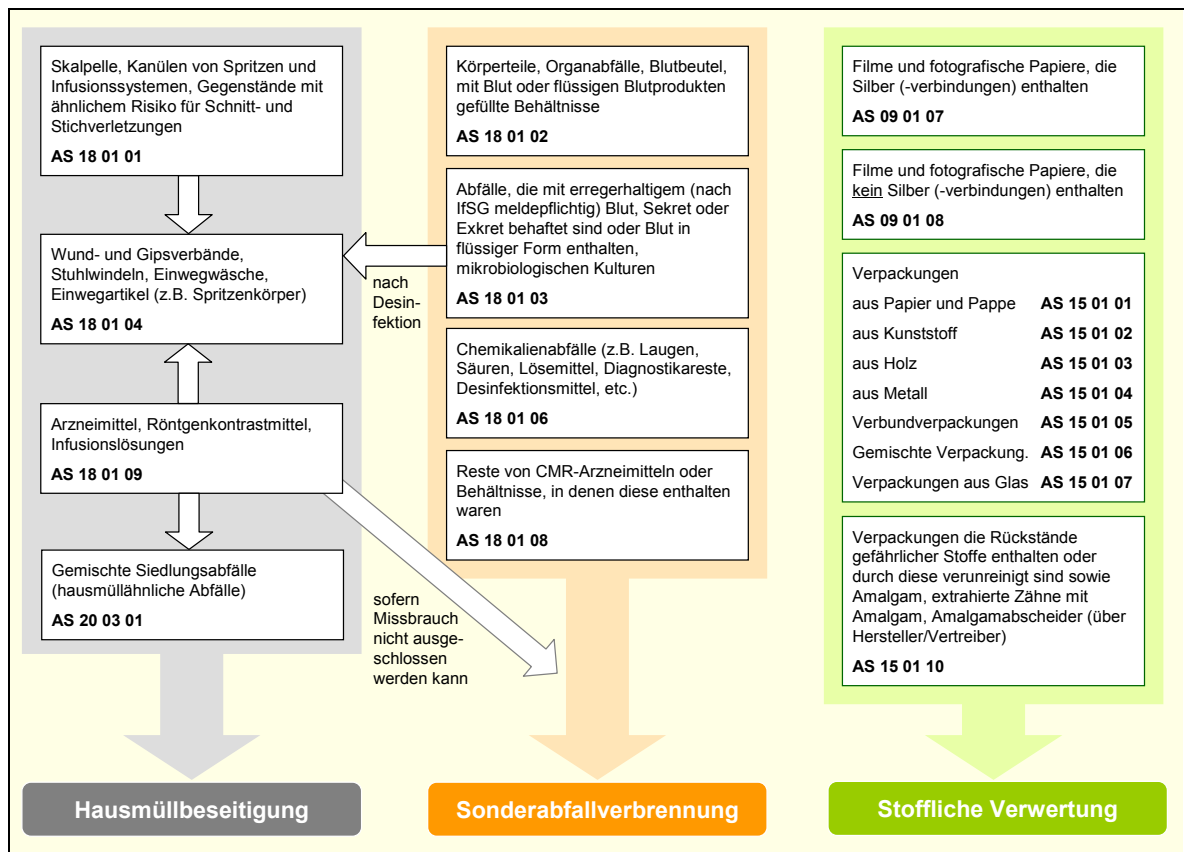 Skalpelle, Kanülen von Spritzen und
Infusionssystemen, Gegenstände mit
ähnlichem Risiko für Schnitt- und
Stichverletzungen
AS 18 01 01
Wund- und Gipsverbände,
Stuhlwindeln, Einwegwäsche,
Einwegartikel (z.B. Spritzenkörper)
AS 18 01 04
Arzneimittel, Röntgenkontrastmittel,
Infusionslösungen
AS 18 01 09
Gemischte Siedlungsabfälle
(hausmüllähnliche Abfälle)
AS 20 03 01
Hausmüllbeseitigung
nach
Desin-
fektion
sofern
Missbrauch
nicht ausge-
schlossen
werden kann
Körperteile, Organabfälle, Blutbeutel,
mit Blut oder flüssigen Blutprodukten
gefüllte Behältnisse
AS 18 01 02
Abfälle, die mit erregerhaltigem (nach
IfSG meldepflichtig) Blut, Sekret oder
Exkret behaftet sind oder Blut in
flüssiger Form enthalten,
mikrobiologischen Kulturen
AS 18 01 03
Chemikalienabfälle (z.B. Laugen,
Säuren, Lösemittel, Diagnostikareste,
Desinfektionsmittel, etc.)
AS 18 01 06
Reste von CMR-Arzneimitteln oder
Behältnisse, in denen diese enthalten
waren
AS 18 01 08
Sonderabfallverbrennung
Filme und fotografische Papiere, die
Silber (-verbindungen) enthalten
AS 09 01 07
Filme und fotografische Papiere, die
kein Silber (-verbindungen) enthalten
AS 09 01 08
Verpackungen
aus Papier und Pappe AS 15 01 01
aus Kunststoff AS 15 01 02
aus Holz AS 15 01 03
aus Metall AS 15 01 04
Verbundverpackungen AS 15 01 05
Gemischte Verpackung. AS 15 01 06
Verpackungen aus Glas AS 15 01 07
Verpackungen die Rückstände
gefährlicher Stoffe enthalten oder
durch diese verunreinigt sind sowie
Amalgam, extrahierte Zähne mit
Amalgam, Amalgamabscheider (über
Hersteller/Vertreiber)
AS 15 01 10
Stoffliche Verwertung